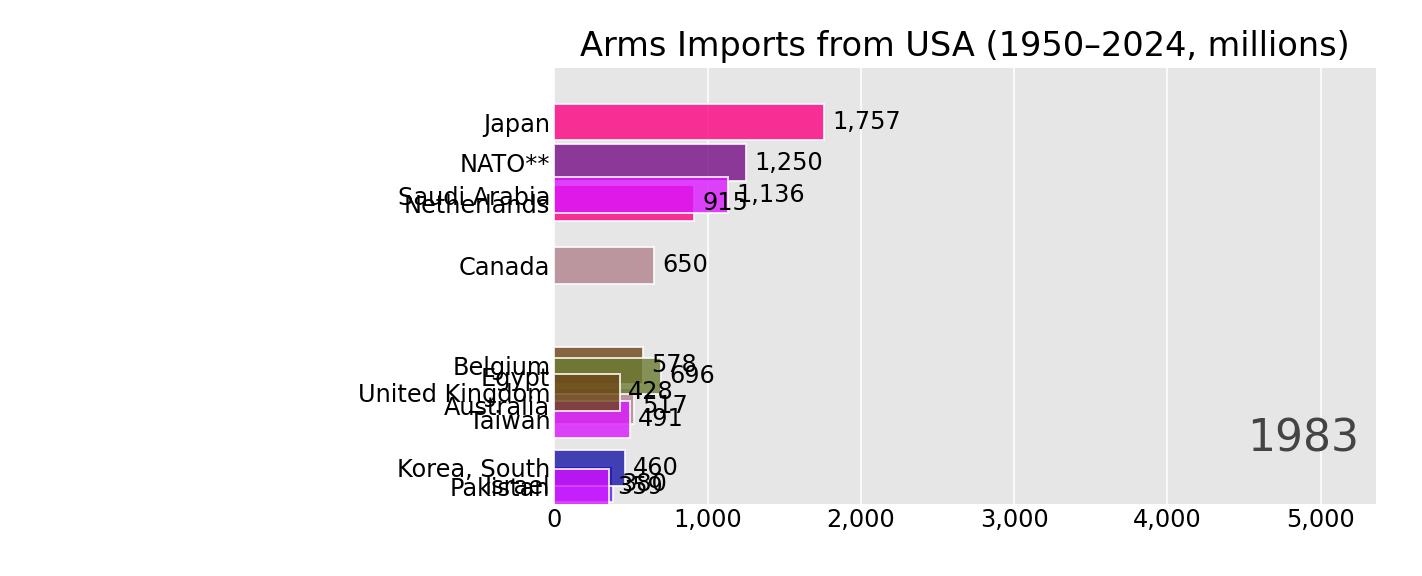 Arms Imports from USA (1950–2024, millions)
Japan 1,757
NATO** 1,250
Saudi Arabia 1,136
Netherlands 915
Canada 650
Belgium 578
Egypt 696
United Kingdom 428
Australia 517
Taiwan 491
1983
Korea, South 460
Israel 380
Pakistan 359
0 1,000 2,000 3,000 4,000 5,000